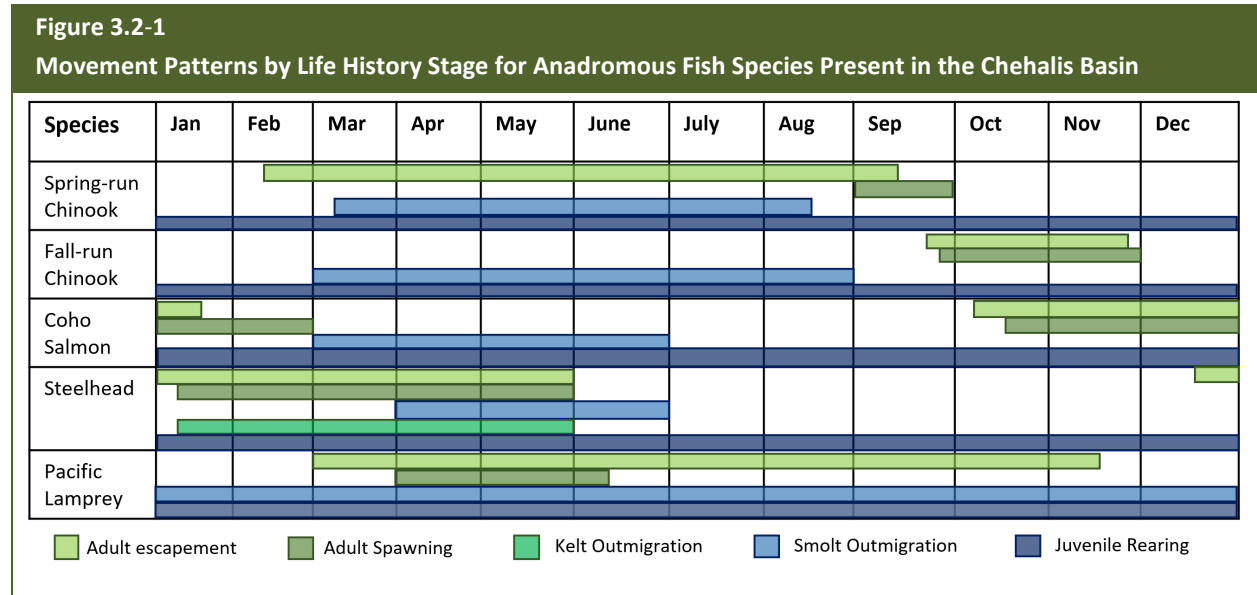 Figure 3.2-1
Movement Patterns by Life History Stage for Anadromous Fish Species Present in the Chehalis Basin
Species Jan Feb Mar Apr May June July Aug Sep Oct Nov Dec
Spring-run
Chinook
Fall-run
Chinook
Coho
Salmon
Steelhead
Pacific
Lamprey
Adult escapement Adult Spawning Kelt Outmigration Smolt Outmigration Juvenile Rearing